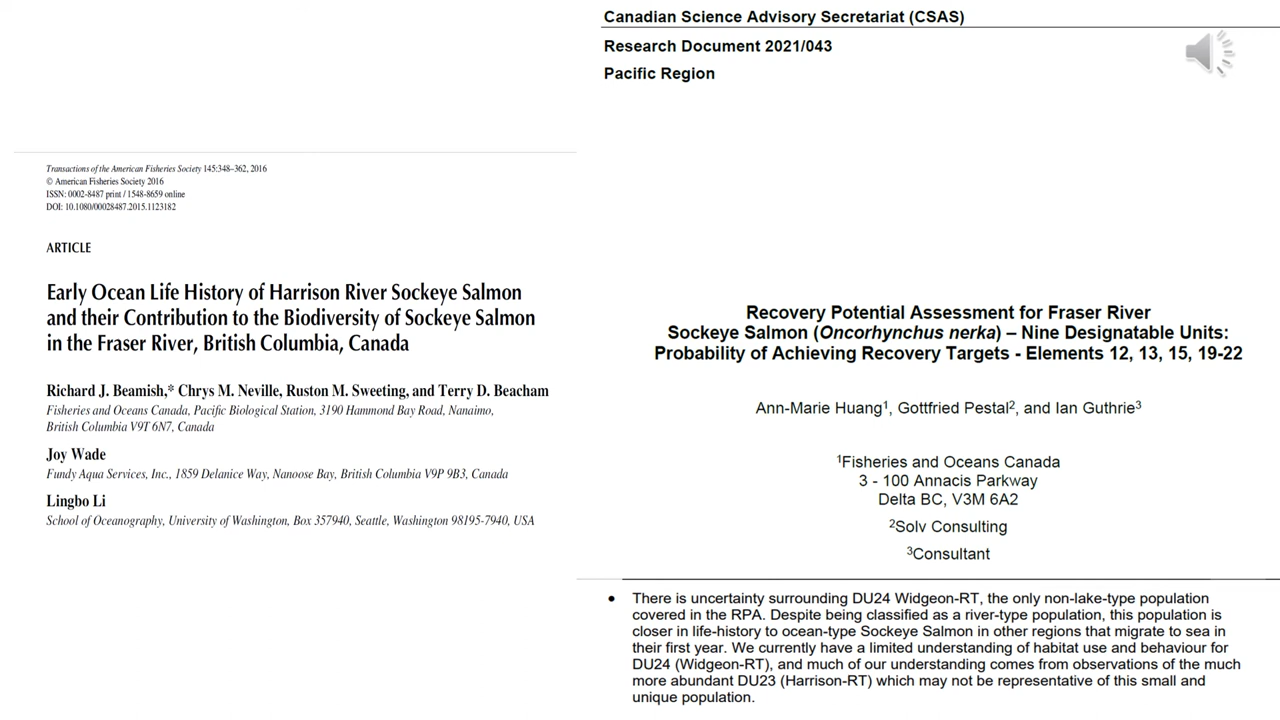 Canadian Science Advisory Secretariat (CSAS)
Research Document 2021/043
Pacific Region
Transactions of the American Fisheries Society 145:348–362, 2016
© American Fisheries Society 2016
ISSN: 0002-8487 print / 1548-8659 online
DOI: 10.1080/00028487.2015.1123182
ARTICLE
Early Ocean Life History of Harrison River Sockeye Salmon
and their Contribution to the Biodiversity of Sockeye Salmon
in the Fraser River, British Columbia, Canada
Richard J. Beamish,* Chrys M. Neville, Ruston M. Sweeting, and Terry D. Beacham
Fisheries and Oceans Canada, Pacific Biological Station, 3190 Hammond Bay Road, Nanaimo,
British Columbia V9T 6N7, Canada
Joy Wade
Fundy Aqua Services, Inc., 1859 Delanice Way, Nanoose Bay, British Columbia V9P 9B3, Canada
Lingbo Li
School of Oceanography, University of Washington, Box 357940, Seattle, Washington 98195-7940, USA
Recovery Potential Assessment for Fraser River
Sockeye Salmon (Oncorhynchus nerka) – Nine Designatable Units:
Probability of Achieving Recovery Targets - Elements 12, 13, 15, 19-22
Ann-Marie Huang¹, Gottfried Pestal², and Ian Guthrie³
¹Fisheries and Oceans Canada
3 - 100 Annacis Parkway
Delta BC, V3M 6A2
²Solv Consulting
³Consultant
• There is uncertainty surrounding DU24 Widgeon-RT, the only non-lake-type population
covered in the RPA. Despite being classified as a river-type population, this population is
closer in life-history to ocean-type Sockeye Salmon in other regions that migrate to sea in
their first year. We currently have a limited understanding of habitat use and behaviour for
DU24 (Widgeon-RT), and much of our understanding comes from observations of the much
more abundant DU23 (Harrison-RT) which may not be representative of this small and
unique population.